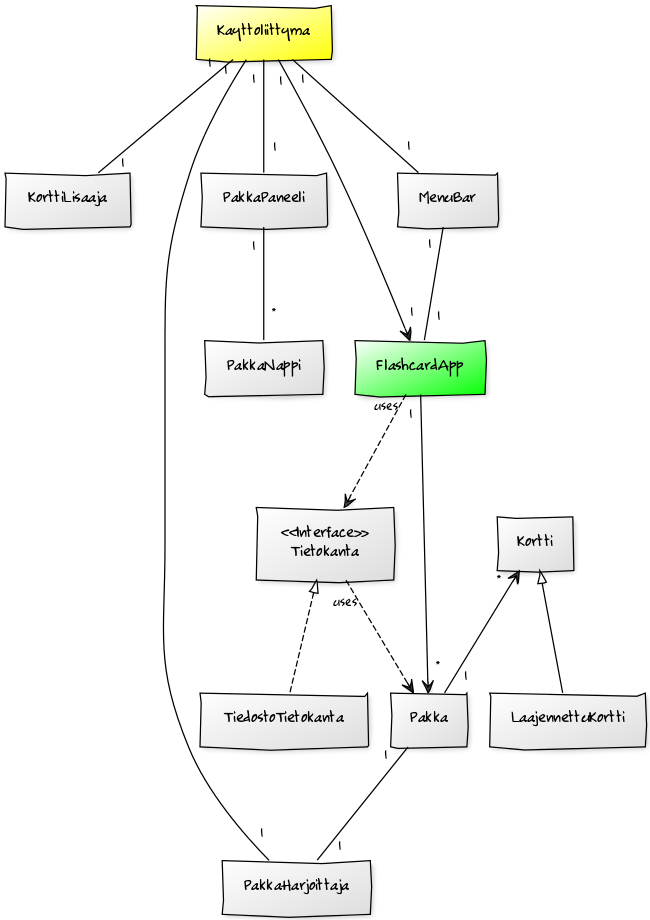 Kayttoliittyma
1 1 1 1 1
1 1 1
KorttiLisaaja
PakkaPaneeli
MenuBar
1 1
* 1 1
PakkaNappi
FlashcardApp
uses 1
<<Interface>>
Tietokanta
Kortti
*
uses
* 1
TiedostoTietokanta
Pakka
LaajennettuKortti
1
1 1
PakkaHarjoittaja